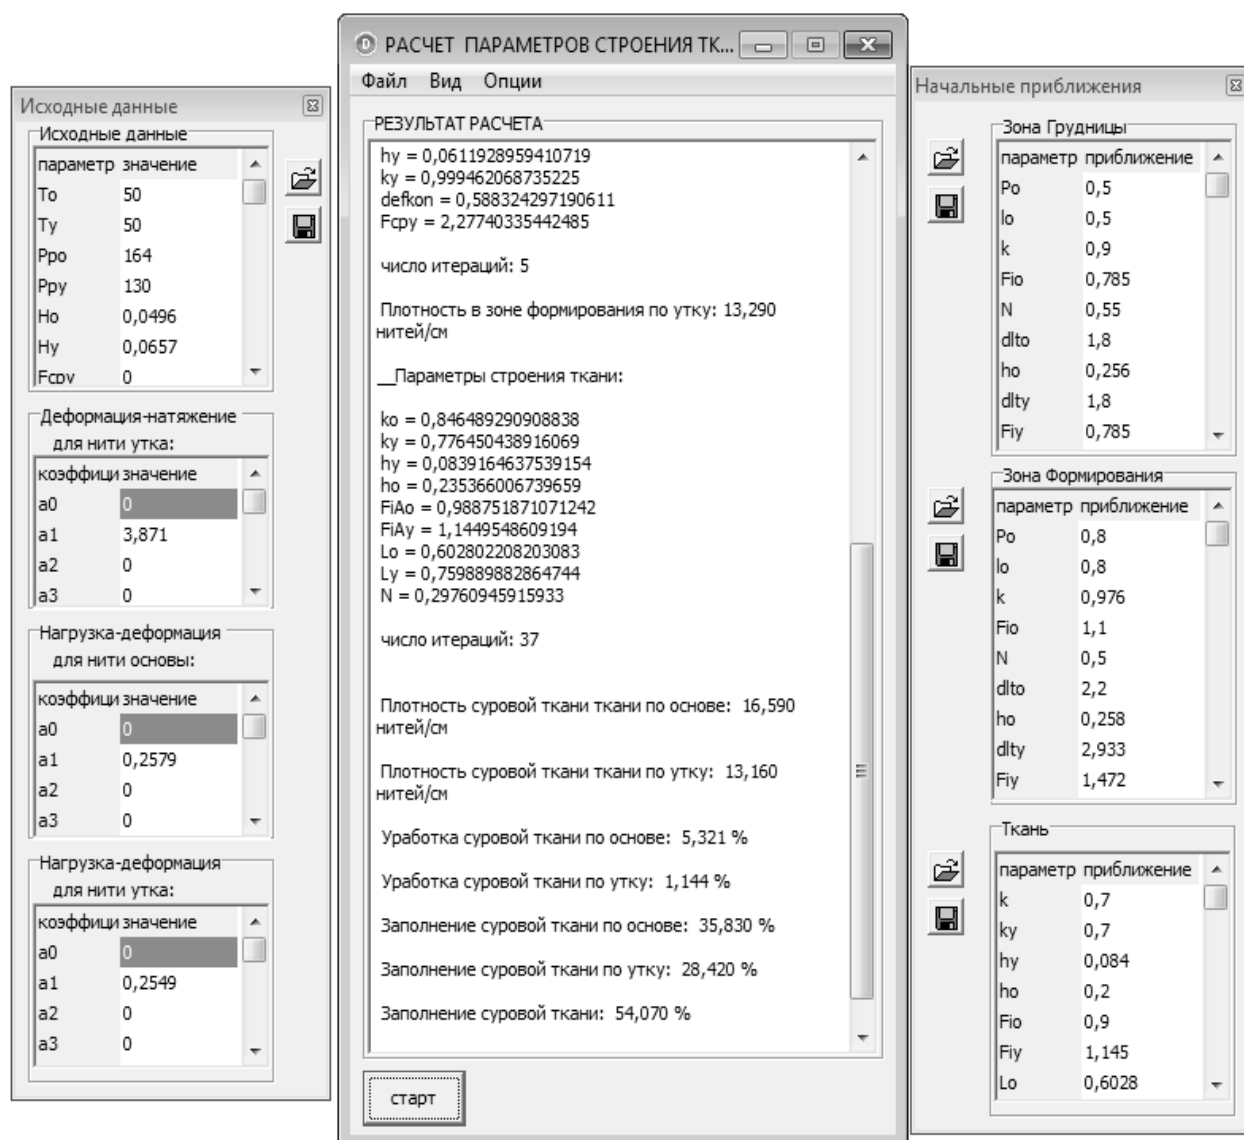 Исходные данные
Исходные данные
параметр значение
To 50
Ty 50
Ppo 164
Ppy 130
Ho 0,0496
Hy 0,0657
Fcpy 0
Деформация-натяжение
для нити утка:
коэффици значение
a0 0
a1 3,871
a2 0
a3 0
Нагрузка-деформация
для нити основы:
коэффици значение
a0 0
a1 0,2579
a2 0
a3 0
Нагрузка-деформация
для нити утка:
коэффици значение
a0 0
a1 0,2549
a2 0
a3 0
РАСЧЕТ ПАРАМЕТРОВ СТРОЕНИЯ ТК...
Файл Вид Опции
РЕЗУЛЬТАТ РАСЧЕТА
hy = 0,0611928959410719
ky = 0,999462068735225
defkon = 0,588324297190611
Fcpy = 2,27740335442485
число итераций: 5
Плотность в зоне формирования по утку: 13,290
нитей/см
__Параметры строения ткани:
ko = 0,846489290908838
ky = 0,776450438916069
hy = 0,0839164637539154
ho = 0,235366006739659
FiAo = 0,988751871071242
FiAy = 1,1449548609194
Lo = 0,602802208203083
Ly = 0,759889882864744
N = 0,29760945915933
число итераций: 37
Плотность суровой ткани ткани по основе: 16,590
нитей/см
Плотность суровой ткани ткани по утку: 13,160
нитей/см
Уработка суровой ткани по основе: 5,321 %
Уработка суровой ткани по утку: 1,144 %
Заполнение суровой ткани по основе: 35,830 %
Заполнение суровой ткани по утку: 28,420 %
Заполнение суровой ткани: 54,070 %
старт
Начальные приближения
Зона Грудницы
параметр приближение
Po 0,5
lo 0,5
k 0,9
Fio 0,785
N 0,55
dlto 1,8
ho 0,256
dlty 1,8
Fiy 0,785
Зона Формирования
параметр приближение
Po 0,8
lo 0,8
k 0,976
Fio 1,1
N 0,5
dlto 2,2
ho 0,258
dlty 2,933
Fiy 1,472
Ткань
параметр приближение
k 0,7
ky 0,7
hy 0,084
ho 0,2
Fio 0,9
Fiy 1,145
Lo 0,6028